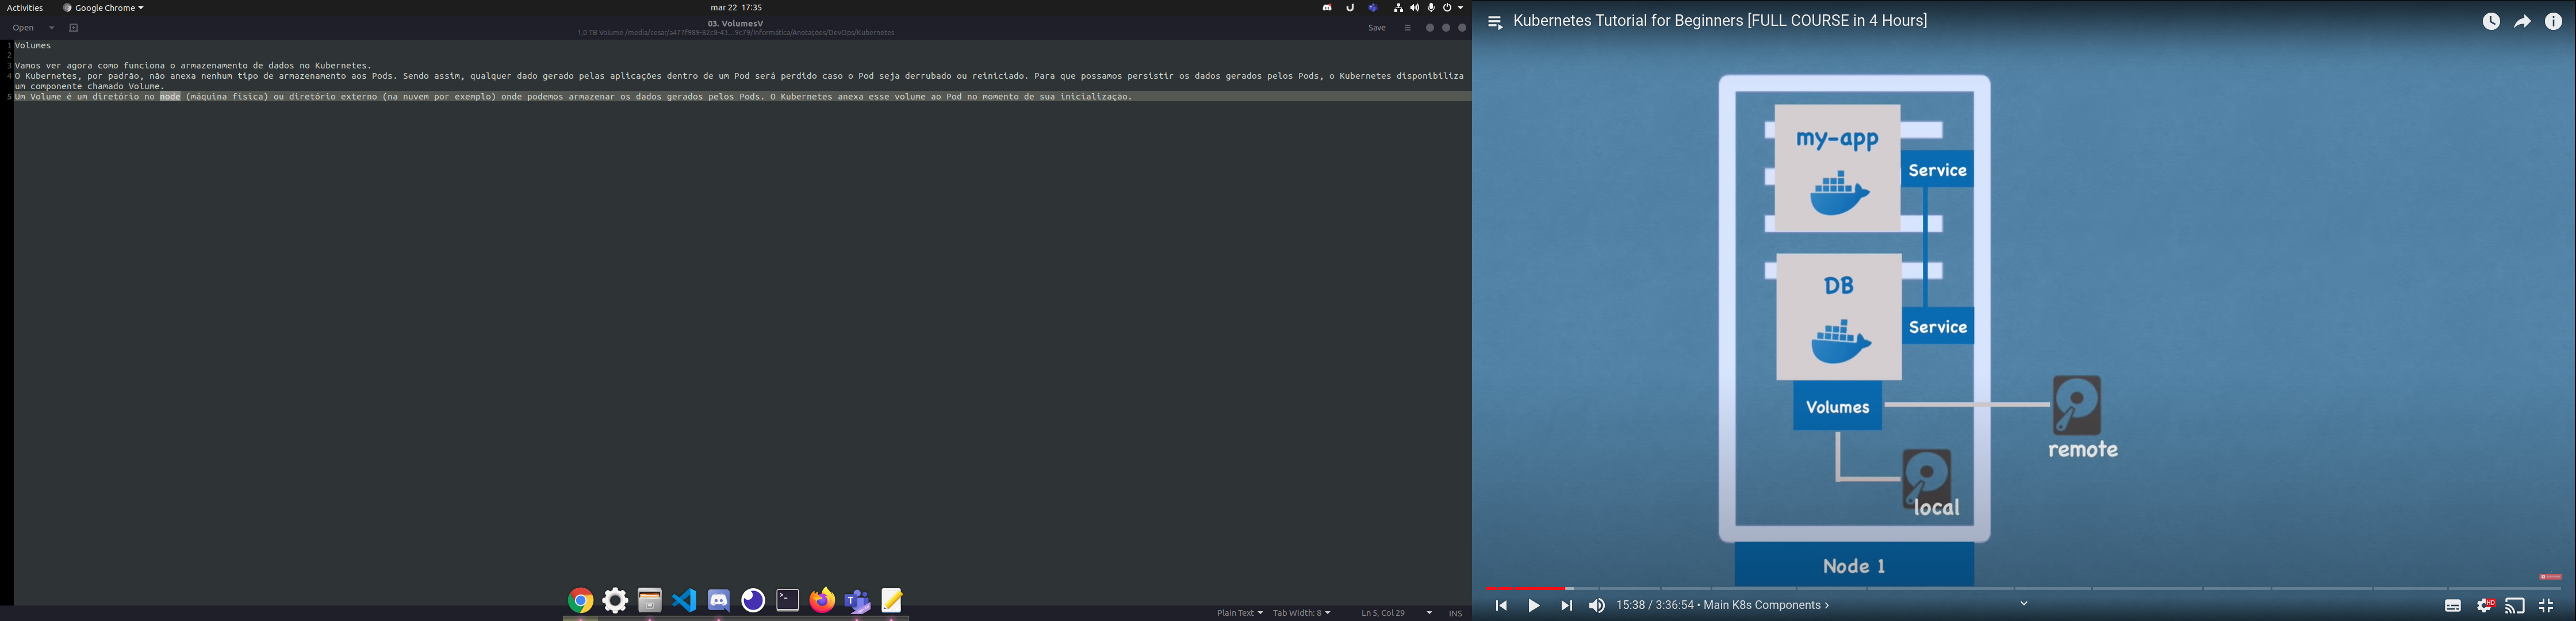 Activities
Google Chrome
mar 22 17:35
Open
03. VolumesV
1,0 TB Volume /media/cesar/a477f989-82c8-43…9c79/Informática/Anotações/DevOps/Kubernetes
Save
1 Volumes
2
3 Vamos ver agora como funciona o armazenamento de dados no Kubernetes.
4 O Kubernetes, por padrão, não anexa nenhum tipo de armazenamento aos Pods. Sendo assim, qualquer dado gerado pelas aplicações dentro de um Pod será perdido caso o Pod seja derrubado ou reiniciado. Para que possamos persistir os dados gerados pelos Pods, o Kubernetes disponibiliza
um componente chamado Volume.
5 Um Volume é um diretório no node (máquina física) ou diretório externo (na nuvem por exemplo) onde podemos armazenar os dados gerados pelos Pods. O Kubernetes anexa esse volume ao Pod no momento de sua inicialização.
Plain Text
Tab Width: 8
Ln 5, Col 29
INS
Kubernetes Tutorial for Beginners [FULL COURSE in 4 Hours]
my-app
Service
DB
Service
Volumes
remote
local
Node 1
15:38 / 3:36:54 • Main K8s Components ›
HD